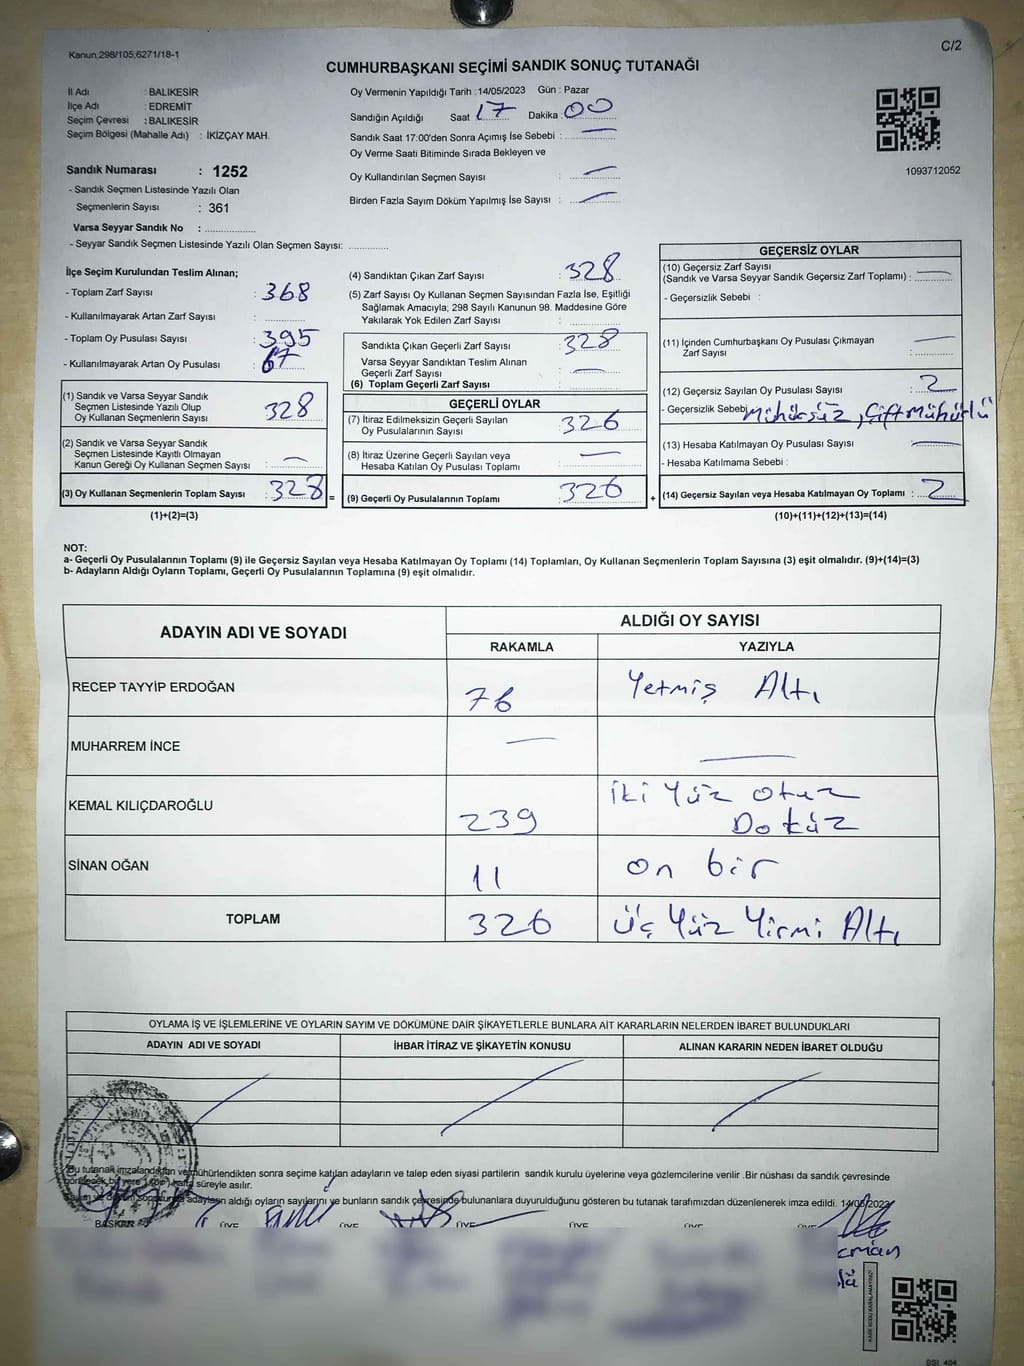 Kanun;298/105;6271/18-1
C/2
CUMHURBAŞKANI SEÇİMİ SANDIK SONUÇ TUTANAĞI
İl Adı : BALIKESİR
İlçe Adı : EDREMİT
Seçim Çevresi : BALIKESİR
Seçim Bölgesi (Mahalle Adı) : İKİZÇAY MAH.
Oy Vermenin Yapıldığı Tarih : 14/05/2023 Gün : Pazar
Sandığın Açıldığı Saat 17 Dakika : 00
Sandık Saat 17:00'den Sonra Açımış İse Sebebi : —
Oy Verme Saati Bitiminde Sırada Bekleyen ve
Oy Kullandırılan Seçmen Sayısı : —
Birden Fazla Sayım Döküm Yapılmış İse Sayısı : —
1093712052
Sandık Numarası : 1252
- Sandık Seçmen Listesinde Yazılı Olan
Seçmenlerin Sayısı : 361
Varsa Seyyar Sandık No : ...............
- Seyyar Sandık Seçmen Listesinde Yazılı Olan Seçmen Sayısı: ............
İlçe Seçim Kurulundan Teslim Alınan;
- Toplam Zarf Sayısı : 368
- Kullanılmayarak Artan Zarf Sayısı : ............
- Toplam Oy Pusulası Sayısı : 395
- Kullanılmayarak Artan Oy Pusulası : 67
(1) Sandık ve Varsa Seyyar Sandık
Seçmen Listesinde Yazılı Olup
Oy Kullanan Seçmenlerin Sayısı : 328
(2) Sandık ve Varsa Seyyar Sandık
Seçmen Listesinde Kayıtlı Olmayan
Kanun Gereği Oy Kullanan Seçmen Sayısı : —
(3) Oy Kullanan Seçmenlerin Toplam Sayısı : 328 =
(1)+(2)=(3)
(4) Sandıktan Çıkan Zarf Sayısı : 328
(5) Zarf Sayısı Oy Kullanan Seçmen Sayısından Fazla İse, Eşitliği
Sağlamak Amacıyla; 298 Sayılı Kanunun 98. Maddesine Göre
Yakılarak Yok Edilen Zarf Sayısı : ............
Sandıkta Çıkan Geçerli Zarf Sayısı : 328
Varsa Seyyar Sandıktan Teslim Alınan
Geçerli Zarf Sayısı : —
(6) Toplam Geçerli Zarf Sayısı :
GEÇERLİ OYLAR
(7) İtiraz Edilmeksizin Geçerli Sayılan
Oy Pusulalarının Sayısı : 326
(8) İtiraz Üzerine Geçerli Sayılan veya
Hesaba Katılan Oy Pusulası Toplamı : —
(9) Geçerli Oy Pusulalarının Toplamı : 326 +
GEÇERSİZ OYLAR
(10) Geçersiz Zarf Sayısı
(Sandık ve Varsa Seyyar Sandık Geçersiz Zarf Toplamı) : —
- Geçersizlik Sebebi :
(11) İçinden Cumhurbaşkanı Oy Pusulası Çıkmayan
Zarf Sayısı : —
(12) Geçersiz Sayılan Oy Pusulası Sayısı : 2
- Geçersizlik Sebebi Mühürsüz, Çift Mühürlü
(13) Hesaba Katılmayan Oy Pusulası Sayısı : —
- Hesaba Katılmama Sebebi :
(14) Geçersiz Sayılan veya Hesaba Katılmayan Oy Toplamı : 2
(10)+(11)+(12)+(13)=(14)
NOT:
a- Geçerli Oy Pusulalarının Toplamı (9) ile Geçersiz Sayılan veya Hesaba Katılmayan Oy Toplamı (14) Toplamları, Oy Kullanan Seçmenlerin Toplam Sayısına (3) eşit olmalıdır. (9)+(14)=(3)
b- Adayların Aldığı Oyların Toplamı, Geçerli Oy Pusulalarının Toplamına (9) eşit olmalıdır.
ADAYIN ADI VE SOYADI
ALDIĞI OY SAYISI
RAKAMLA YAZIYLA
RECEP TAYYİP ERDOĞAN 76 Yetmiş Altı
MUHARREM İNCE — —
KEMAL KILIÇDAROĞLU 239 İki Yüz Otuz
Dokuz
SİNAN OĞAN 11 On bir
TOPLAM 326 Üç Yüz Yirmi Altı
OYLAMA İŞ VE İŞLEMLERİNE VE OYLARIN SAYIM VE DÖKÜMÜNE DAİR ŞİKAYETLERLE BUNLARA AİT KARARLARIN NELERDEN İBARET BULUNDUKLARI
ADAYIN ADI VE SOYADI İHBAR İTİRAZ VE ŞİKAYETİN KONUSU ALINAN KARARIN NEDEN İBARET OLDUĞU
Bu tutanak imzalandıktan ve mühürlendikten sonra seçime katılan adayların ve talep eden siyasi partilerin sandık kurulu üyelerine veya gözlemcilerine verilir .Bir nüshası da sandık çevresinde
süreyle asılır.
adayların aldığı oyların sayılarını ve bunların sandık çevresinde bulunanlara duyurulduğunu gösteren bu tutanak tarafımızdan düzenlenerek imza edildi. 14/05/2023
BAŞKAN ÜYE ÜYE ÜYE ÜYE ÜYE ÜYE